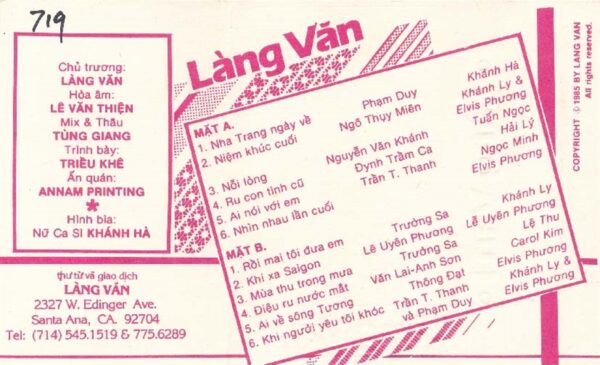 719
Chủ trương:
LÀNG VĂN
Hòa âm:
LÊ VĂN THIỆN
Mix & Thâu
TÙNG GIANG
Trình bày:
TRIỀU KHÊ
Ấn quán:
ANNAM PRINTING
*
Hình bìa:
Nữ Ca Sĩ KHÁNH HÀ
thư từ về giao dịch
LÀNG VĂN
2327 W. Edinger Ave.
Santa Ana, CA. 92704
Tel: (714) 545.1519 & 775.6289
Làng Văn
MẶT A.
1. Nha Trang ngày về Phạm Duy Khánh Hà
2. Niệm khúc cuối Ngô Thụy Miên Khánh Ly &
Elvis Phương
3. Nỗi lòng Nguyễn Văn Khánh Tuấn Ngọc
4. Ru con tình cũ Đynh Trầm Ca Hải Lý
5. Ai nói với em Trần T. Thanh Ngọc Minh
6. Nhìn nhau lần cuối Elvis Phương
MẶT B.
1. Rồi mai tôi đưa em Trường Sa Khánh Ly
2. Khi xa Saigon Lê Uyên Phương Lê Uyên Phương
3. Mùa thu trong mưa Trường Sa Lệ Thu
4. Điệu ru nước mắt Văn Lai-Anh Sơn Carol Kim
5. Ai về sông Tương Thông Đạt Elvis Phương
6. Khi người yêu tôi khóc Trần T. Thanh Khánh Ly &
và Phạm Duy Elvis Phương
COPYRIGHT © 1985 BY LANG VAN
All rights reserved.